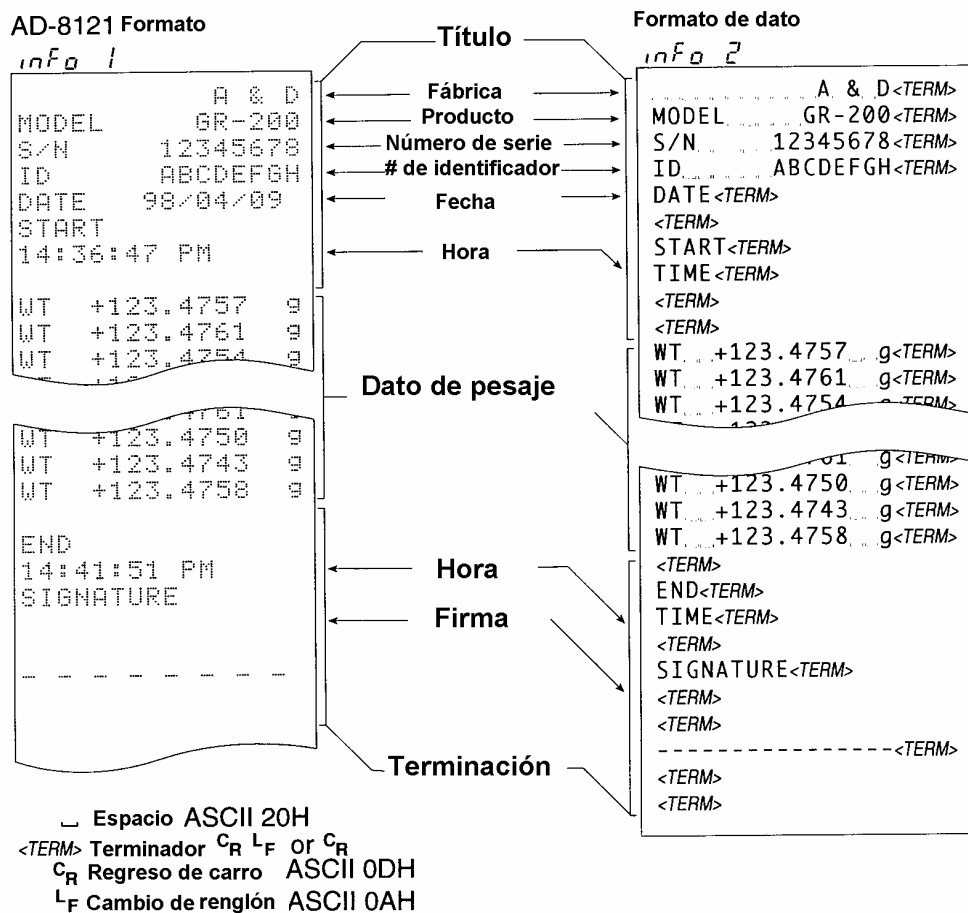 AD-8121 Formato
info 1
A & D
MODEL GR-200
S/N 12345678
ID ABCDEFGH
DATE 98/04/09
START
14:36:47 PM
WT +123.4757 g
WT +123.4761 g
WT +123.4754
WT +123.4750 g
WT +123.4743 g
WT +123.4758 g
END
14:41:51 PM
SIGNATURE
Título
Fábrica
Producto
Número de serie
# de identificador
Fecha
Hora
Dato de pesaje
Hora
Firma
Terminación
Formato de dato
info 2
A & D<TERM>
MODEL GR-200<TERM>
S/N 12345678<TERM>
ID ABCDEFGH<TERM>
DATE<TERM>
<TERM>
START<TERM>
TIME<TERM>
<TERM>
<TERM>
WT +123.4757 g<TERM>
WT +123.4761 g<TERM>
WT +123.4754 g<TERM>
g<TERM>
WT +123.4750 g<TERM>
WT +123.4743 g<TERM>
WT +123.4758 g<TERM>
<TERM>
END<TERM>
TIME<TERM>
<TERM>
SIGNATURE<TERM>
<TERM>
<TERM>
- - - - - - - - - - - - - - - -<TERM>
<TERM>
<TERM>
␣ Espacio ASCII 20H
<TERM> Terminador CR LF or CR
CR Regreso de carro ASCII 0DH
LF Cambio de renglón ASCII 0AH